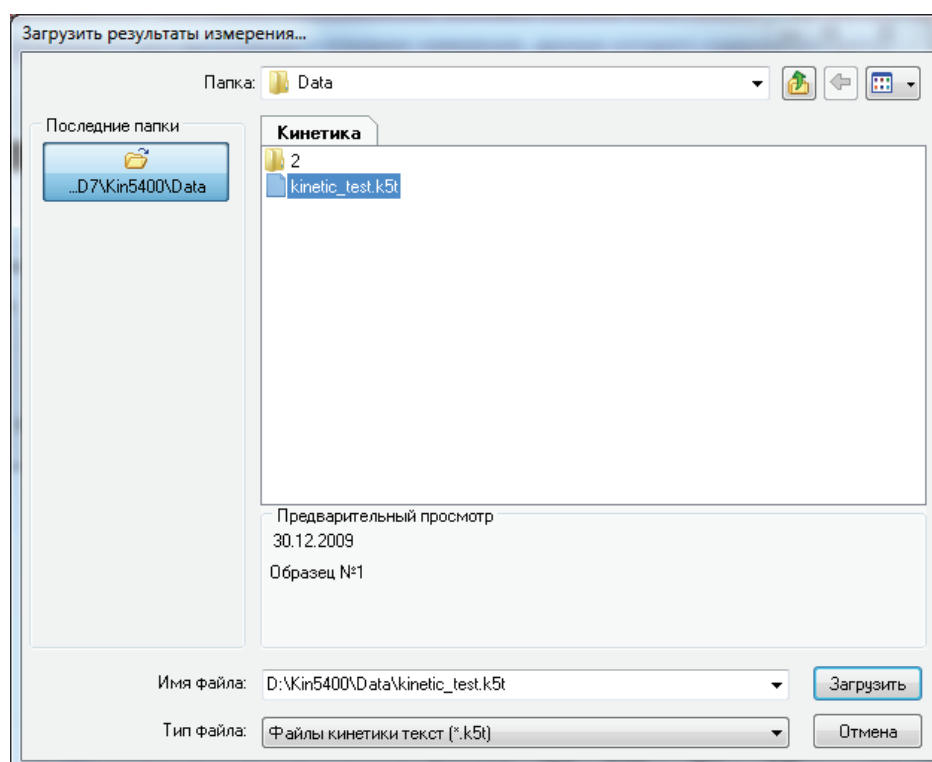 Загрузить результаты измерения...
Папка:
Data
Последние папки
...D7\Kin5400\Data
Кинетика
2
kinetic_test.k5t
Предварительный просмотр
30.12.2009
Образец №1
Имя файла:
D:\Kin5400\Data\kinetic_test.k5t
Загрузить
Тип файла:
Файлы кинетики текст (*.k5t)
Отмена